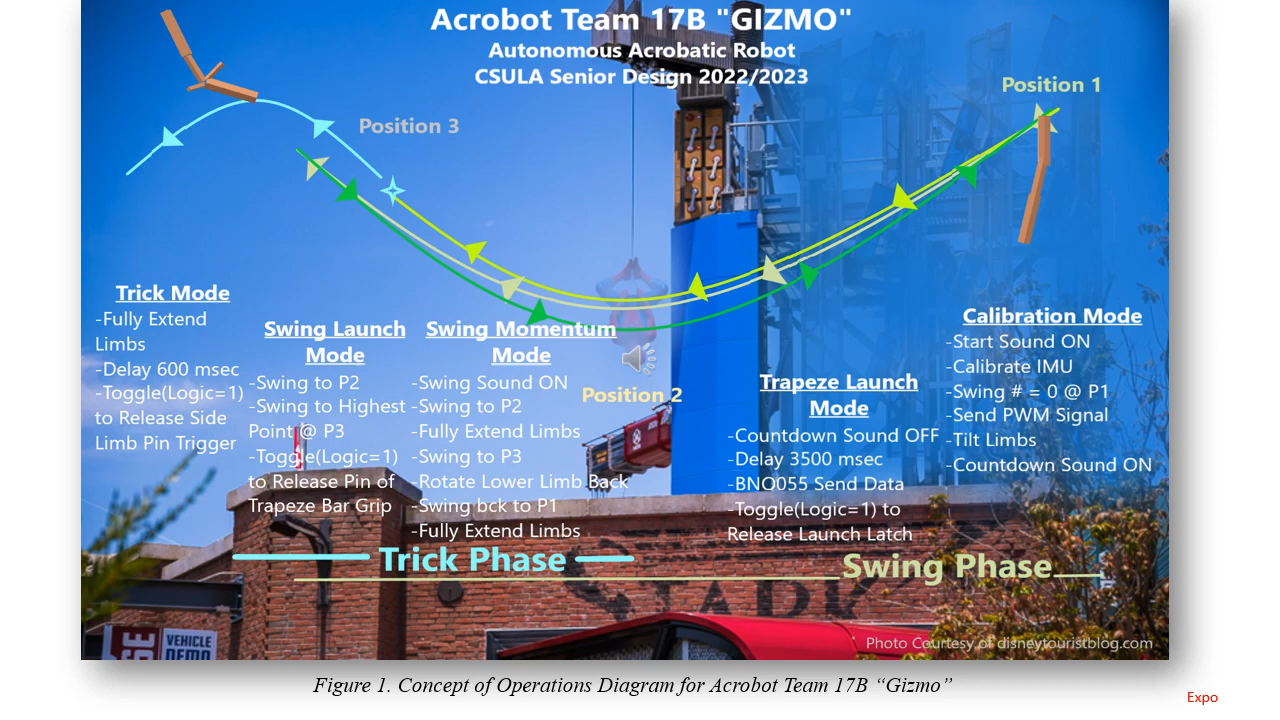 Acrobot Team 17B "GIZMO"
Autonomous Acrobatic Robot
CSULA Senior Design 2022/2023
Position 1
Position 3
Position 2
Trick Mode
-Fully Extend
Limbs
-Delay 600 msec
-Toggle(Logic=1)
to Release Side
Limb Pin Trigger
Swing Launch
Mode
-Swing to P2
-Swing to Highest
Point @ P3
-Toggle(Logic=1)
to Release Pin of
Trapeze Bar Grip
Swing Momentum
Mode
-Swing Sound ON
-Swing to P2
-Fully Extend Limbs
-Swing to P3
-Rotate Lower Limb Back
-Swing bck to P1
-Fully Extend Limbs
Trapeze Launch
Mode
-Countdown Sound OFF
-Delay 3500 msec
-BNO055 Send Data
-Toggle(Logic=1) to
Release Launch Latch
Calibration Mode
-Start Sound ON
-Calibrate IMU
-Swing # = 0 @ P1
-Send PWM Signal
-Tilt Limbs
-Countdown Sound ON
Trick Phase
Swing Phase
VEHICLE
DEMO
Photo Courtesy of disneytouristblog.com
Figure 1. Concept of Operations Diagram for Acrobot Team 17B “Gizmo”
Expo